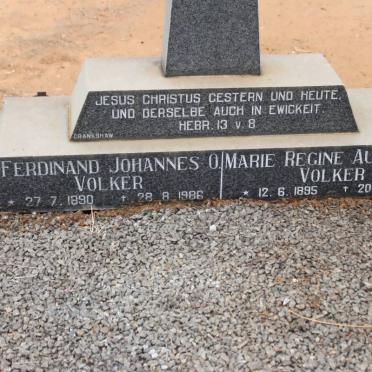 JESUS CHRISTUS GESTERN UND HEUTE,
UND DERSELBE AUCH IN EWICKEIT
HEBR. 13 v. 8
CRANKSHAW
FERDINAND JOHANNES O.
VOLKER
* 27 7. 1890 + 28 8 1986
MARIE REGINE AU
VOLKER
* 12. 6. 1895 + 20